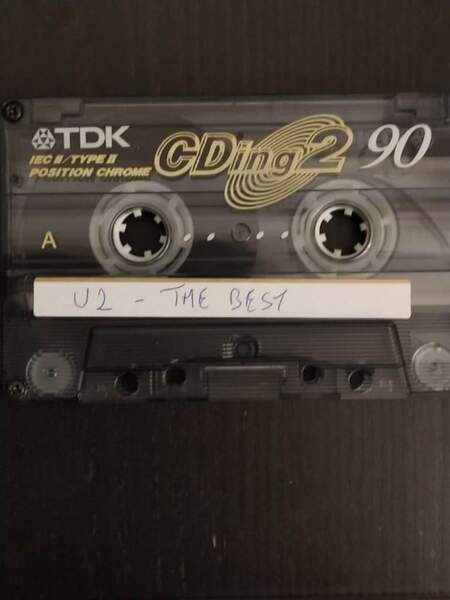 TDK
CDing2 90
IEC II/TYPE II
POSITION CHROME
A
U2 - THE BEST